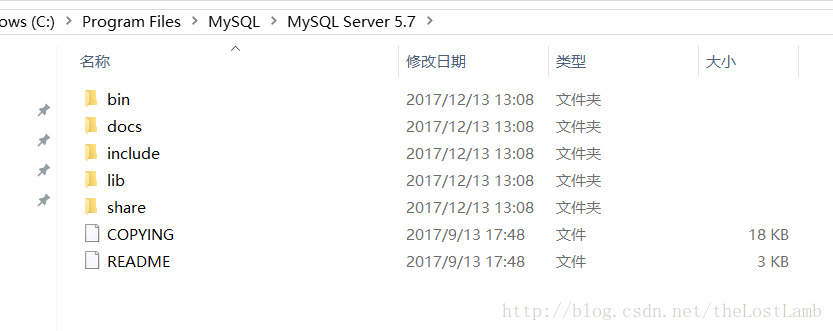 ows (C:) > Program Files > MySQL > MySQL Server 5.7 >
名称 修改日期 类型 大小
bin 2017/12/13 13:08 文件夹
docs 2017/12/13 13:08 文件夹
include 2017/12/13 13:08 文件夹
lib 2017/12/13 13:08 文件夹
share 2017/12/13 13:08 文件夹
COPYING 2017/9/13 17:48 文件 18 KB
README 2017/9/13 17:48 文件 3 KB
http://blog.csdn.net/theLostLamb